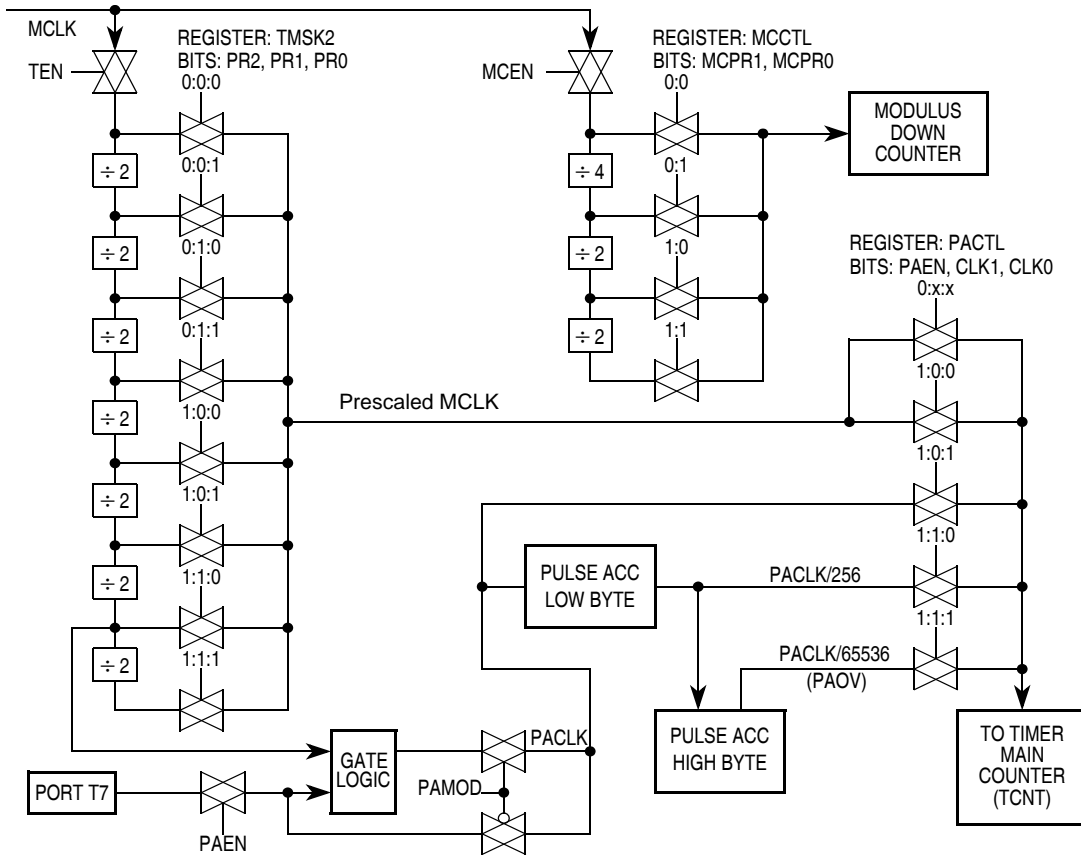 MCLK
REGISTER: TMSK2
BITS: PR2, PR1, PR0
TEN
0:0:0
0:0:1
0:1:0
0:1:1
1:0:0
1:0:1
1:1:0
1:1:1
÷ 2
÷ 2
÷ 2
÷ 2
÷ 2
÷ 2
÷ 2
REGISTER: MCCTL
BITS: MCPR1, MCPR0
MCEN
0:0
0:1
1:0
1:1
÷ 4
÷ 2
÷ 2
MODULUS
DOWN
COUNTER
REGISTER: PACTL
BITS: PAEN, CLK1, CLK0
0:x:x
1:0:0
1:0:1
1:1:0
1:1:1
Prescaled MCLK
PULSE ACC
LOW BYTE
PACLK/256
PACLK/65536
(PAOV)
PULSE ACC
HIGH BYTE
TO TIMER
MAIN
COUNTER
(TCNT)
GATE
LOGIC
PACLK
PAMOD
PORT T7
PAEN